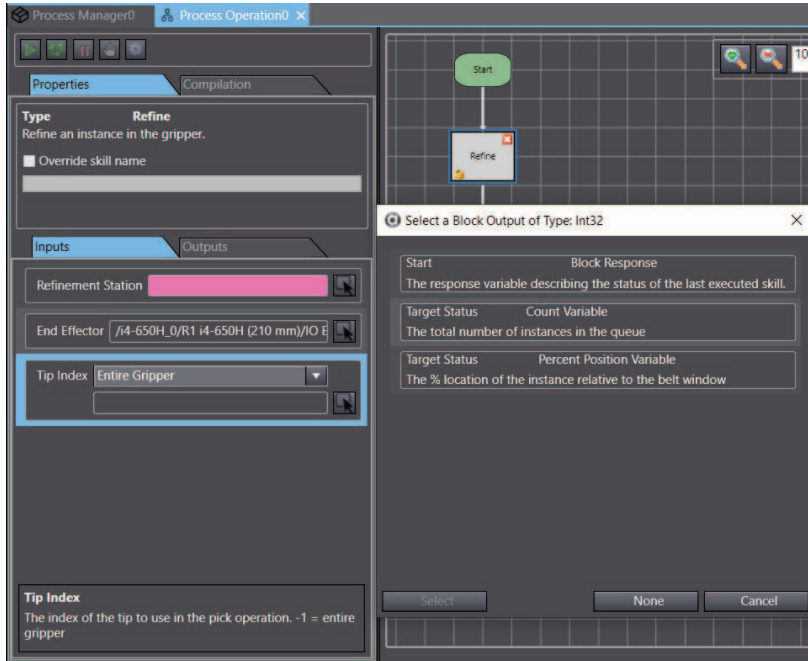 Process Manager0
Process Operation0
Properties
Compilation
Type Refine
Refine an instance in the gripper.
Override skill name
Inputs
Outputs
Refinement Station
End Effector /i4-650H_0/R1 i4-650H (210 mm)/IO E
Tip Index Entire Gripper
Tip Index
The index of the tip to use in the pick operation. -1 = entire
gripper
Start
10
Refine
Select a Block Output of Type: Int32
Start Block Response
The response variable describing the status of the last executed skill.
Target Status Count Variable
The total number of instances in the queue
Target Status Percent Position Variable
The % location of the instance relative to the belt window
Select
None
Cancel